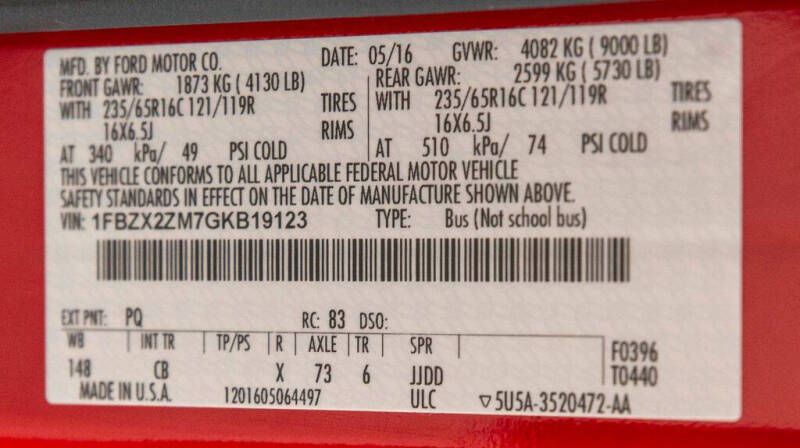 MFD. BY FORD MOTOR CO. DATE: 05/16 GVWR: 4082 KG ( 9000 LB)
FRONT GAWR: 1873 KG ( 4130 LB) REAR GAWR: 2599 KG ( 5730 LB)
WITH 235/65R16C 121/119R TIRES WITH 235/65R16C 121/119R TIRES
16X6.5J RIMS 16X6.5J RIMS
AT 340 kPa/ 49 PSI COLD AT 510 kPa/ 74 PSI COLD
THIS VEHICLE CONFORMS TO ALL APPLICABLE FEDERAL MOTOR VEHICLE
SAFETY STANDARDS IN EFFECT ON THE DATE OF MANUFACTURE SHOWN ABOVE.
VIN: 1FBZX2ZM7GKB19123 TYPE: Bus (Not school bus)
EXT PNT: PQ RC: 83 DSO:
WB INT TR TP/PS R AXLE TR SPR F0396
148 CB X 73 6 JJDD T0440
MADE IN U.S.A. 1201605064497 ULC ▽5U5A-3520472-AA